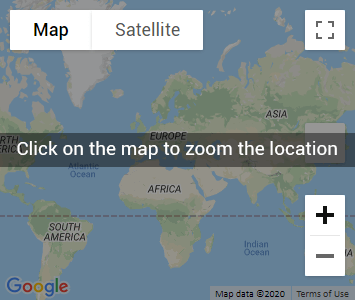 Map Satellite
ASIA
EUROPE
Click on the map to zoom the location
Atlantic
Ocean
AFRICA
SOUTH
AMERICA
Indian
Ocean
Google
Map data ©2020 Terms of Use